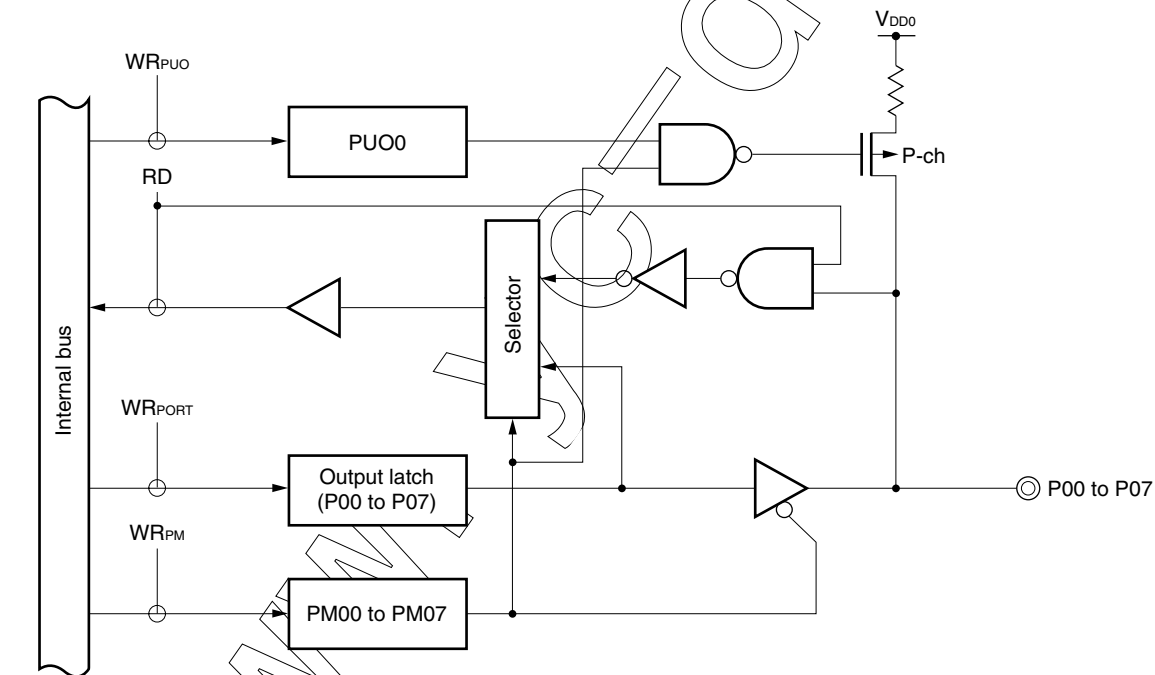 VDD0
WRPUO
PUO0
P-ch
RD
Selector
Internal bus
WRPORT
Output latch
(P00 to P07)
P00 to P07
WRPM
PM00 to PM07